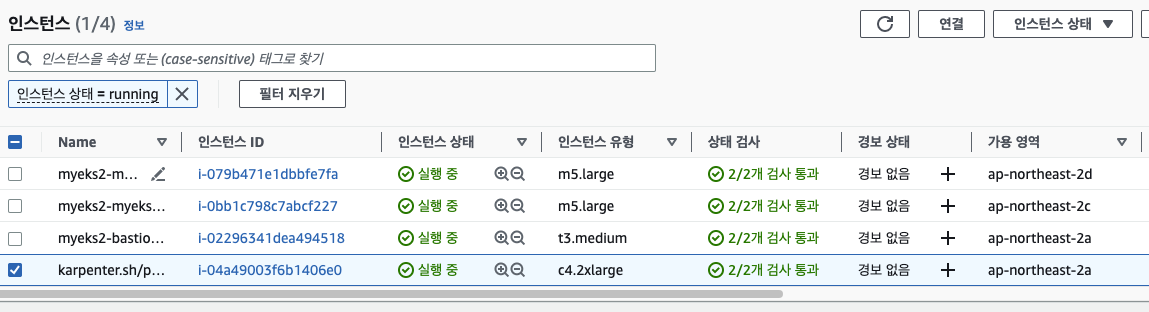 인스턴스 (1/4) 정보
연결
인스턴스 상태
인스턴스을 속성 또는 (case-sensitive) 태그로 찾기
인스턴스 상태 = running
필터 지우기
Name 인스턴스 ID 인스턴스 상태 인스턴스 유형 상태 검사 경보 상태 가용 영역
myeks2-m... i-079b471e1dbbfe7fa 실행 중 m5.large 2/2개 검사 통과 경보 없음 ap-northeast-2d
myeks2-myeks... i-0bb1c798c7abcf227 실행 중 m5.large 2/2개 검사 통과 경보 없음 ap-northeast-2c
myeks2-bastio... i-02296341dea494518 실행 중 t3.medium 2/2개 검사 통과 경보 없음 ap-northeast-2a
karpenter.sh/p... i-04a49003f6b1406e0 실행 중 c4.2xlarge 2/2개 검사 통과 경보 없음 ap-northeast-2a